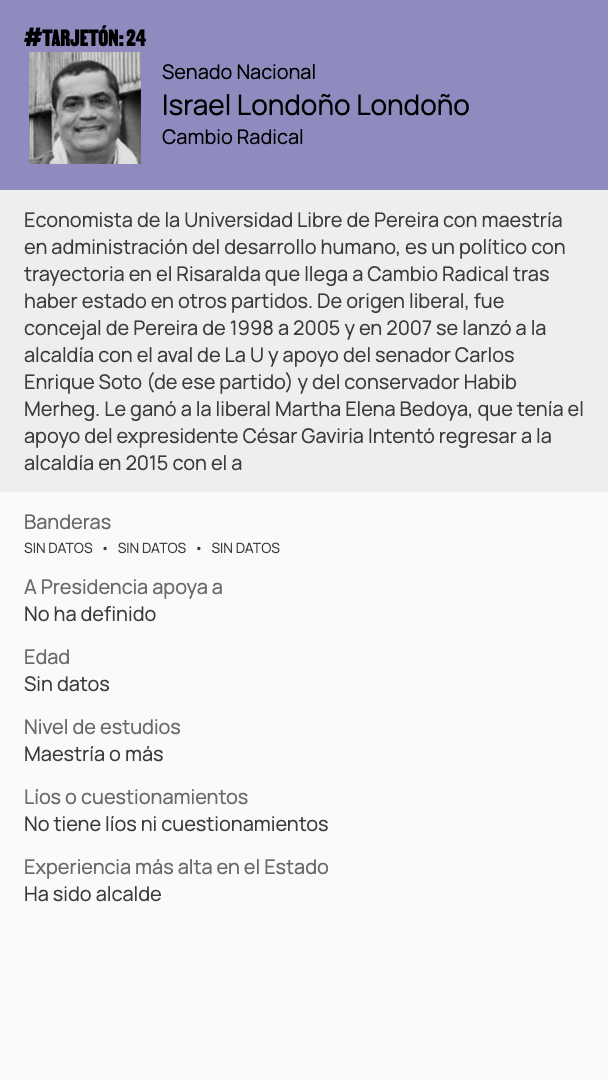 #TARJETÓN: 24
Senado Nacional
Israel Londoño Londoño
Cambio Radical
Economista de la Universidad Libre de Pereira con maestría
en administración del desarrollo humano, es un político con
trayectoria en el Risaralda que llega a Cambio Radical tras
haber estado en otros partidos. De origen liberal, fue
concejal de Pereira de 1998 a 2005 y en 2007 se lanzó a la
alcaldía con el aval de La U y apoyo del senador Carlos
Enrique Soto (de ese partido) y del conservador Habib
Merheg. Le ganó a la liberal Martha Elena Bedoya, que tenía el
apoyo del expresidente César Gaviria Intentó regresar a la
alcaldía en 2015 con el a
Banderas
SIN DATOS • SIN DATOS • SIN DATOS
A Presidencia apoya a
No ha definido
Edad
Sin datos
Nivel de estudios
Maestría o más
Líos o cuestionamientos
No tiene líos ni cuestionamientos
Experiencia más alta en el Estado
Ha sido alcalde